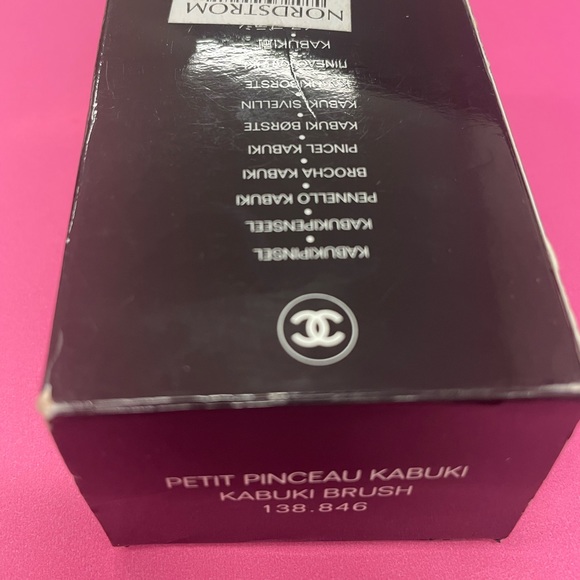 KABUKIPINSEL
KABUKIPENSEEL
PENNELLO KABUKI
BROCHA KABUKI
PINCEL KABUKI
KABUKI BØRSTE
KABUKI SIVELLIN
BORSTE
NORDSTROM
PETIT PINCEAU KABUKI
KABUKI BRUSH
138.846